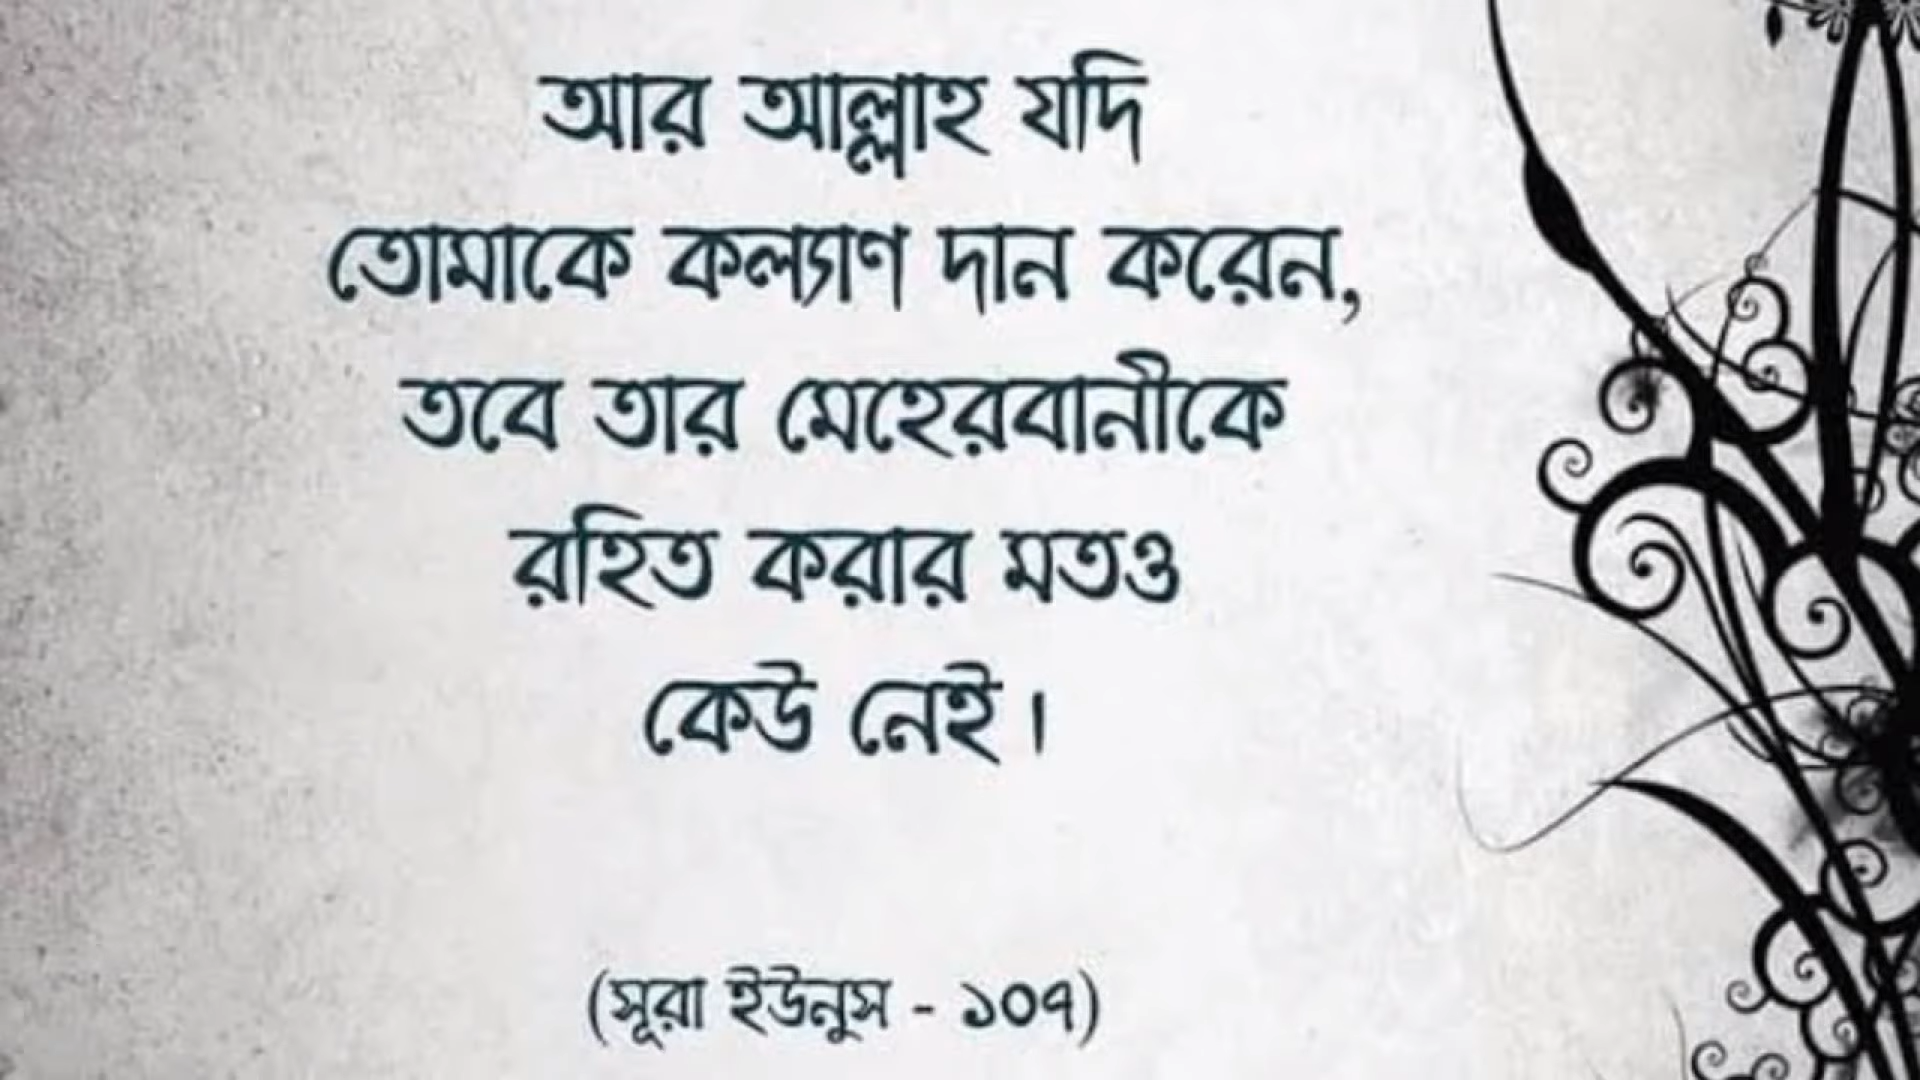 আর আল্লাহ যদি
তোমাকে কল্যাণ দান করেন,
তবে তার মেহেরবানীকে
রহিত করার মতও
কেউ নেই।
(সূরা ইউনুস - ১০৭)